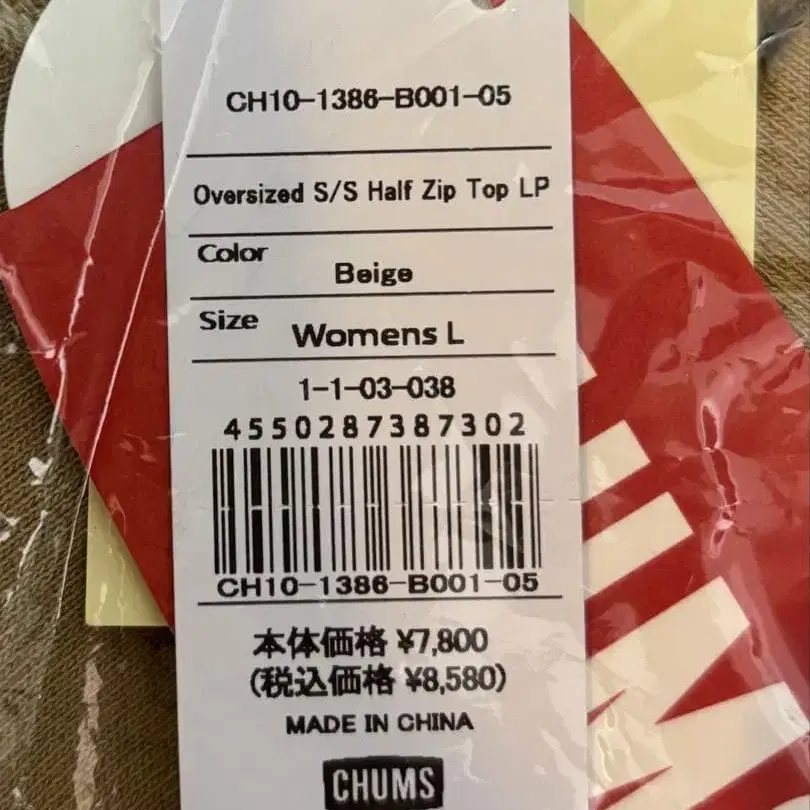 CH10-1386-B001-05
Oversized S/S Half Zip Top LP
Color
Beige
Size
Womens L
1-1-03-038
4550287387302
CH10-1386-B001-05
本体価格 ¥7,800
(税込価格 ¥8,580)
MADE IN CHINA
CHUMS